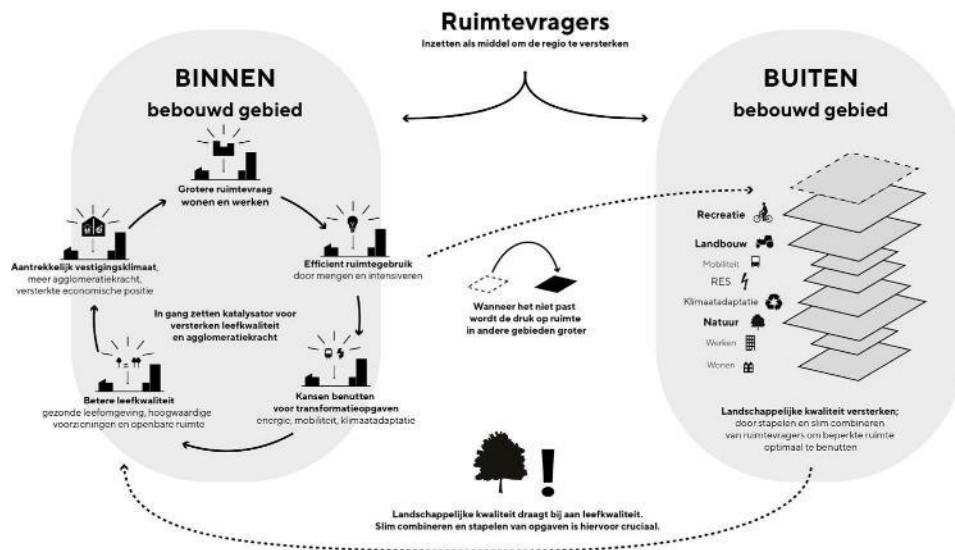 Ruimtevragers
Inzetten als middel om de regio te versterken
BINNEN
bebouwd gebied
Grotere ruimtevraag
wonen en werken
Efficient ruimtegebruik
door mengen en intensiveren
Kansen benutten
voor transformatieopgaven
energie, mobiliteit, klimaatadaptatie
Betere leefkwaliteit
gezonde leefomgeving, hoogwaardige
voorzieningen en openbare ruimte
Aantrekkelijk vestigingsklimaat,
meer agglomeratiekracht,
versterkte economische positie
In gang zetten katalysator voor
versterken leefkwaliteit
en agglomeratiekracht
Wanneer het niet past
wordt de druk op ruimte
in andere gebieden groter
BUITEN
bebouwd gebied
Recreatie
Landbouw
Mobiliteit
RES
Klimaatadaptatie
Natuur
Werken
Wonen
Landschappelijke kwaliteit versterken;
door stapelen en slim combineren
van ruimtevragers om beperkte ruimte
optimaal te benutten
!
Landschappelijke kwaliteit draagt bij aan leefkwaliteit.
Slim combineren en stapelen van opgaven is hiervoor cruciaal.